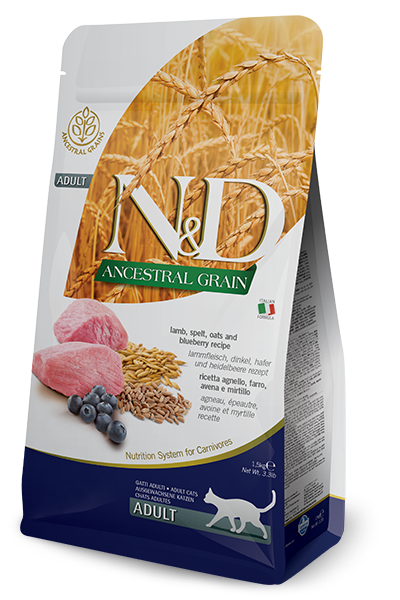 ANCESTRAL GRAINS
ADULT
N&D
ANCESTRAL GRAIN
ITALIAN
FORMULA
lamb, spelt, oats and
blueberry recipe
lammfleisch, dinkel, hafer
und heidelbeere rezept
ricetta agnello, farro,
avena e mirtillo
agneau, épeautre,
avoine et myrtille
recette
Nutrition System for Carnivores
1.5kg℮
Net Wt. 3.3lb
GATTI ADULTI • ADULT CATS
AUSGEWACHSENE KATZEN
CHATS ADULTES
ADULT